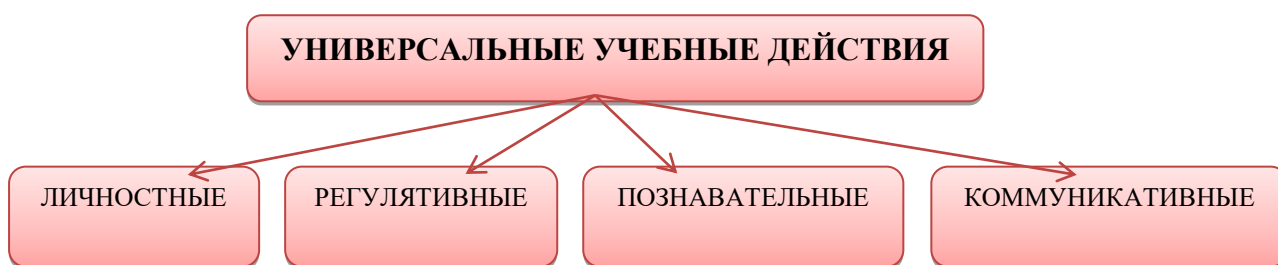 УНИВЕРСАЛЬНЫЕ УЧЕБНЫЕ ДЕЙСТВИЯ
ЛИЧНОСТНЫЕ
РЕГУЛЯТИВНЫЕ
ПОЗНАВАТЕЛЬНЫЕ
КОММУНИКАТИВНЫЕ